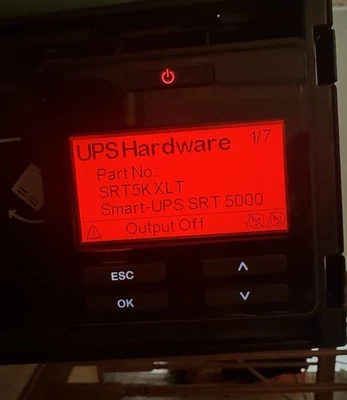 UPS Hardware 1/7
Part No.:
SRT5KXLT
Smart-UPS SRT 5000
Output Off
ESC
OK